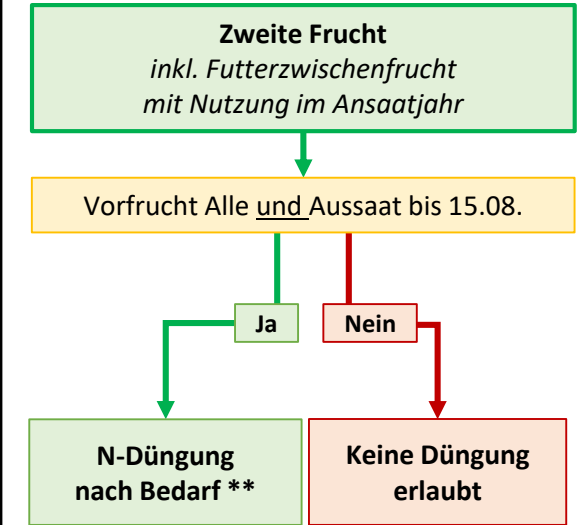 Zweite Frucht
inkl. Futterzwischenfrucht
mit Nutzung im Ansaatjahr
Vorfrucht Alle und Aussaat bis 15.08.
Ja
Nein
N-Düngung
nach Bedarf **
Keine Düngung
erlaubt